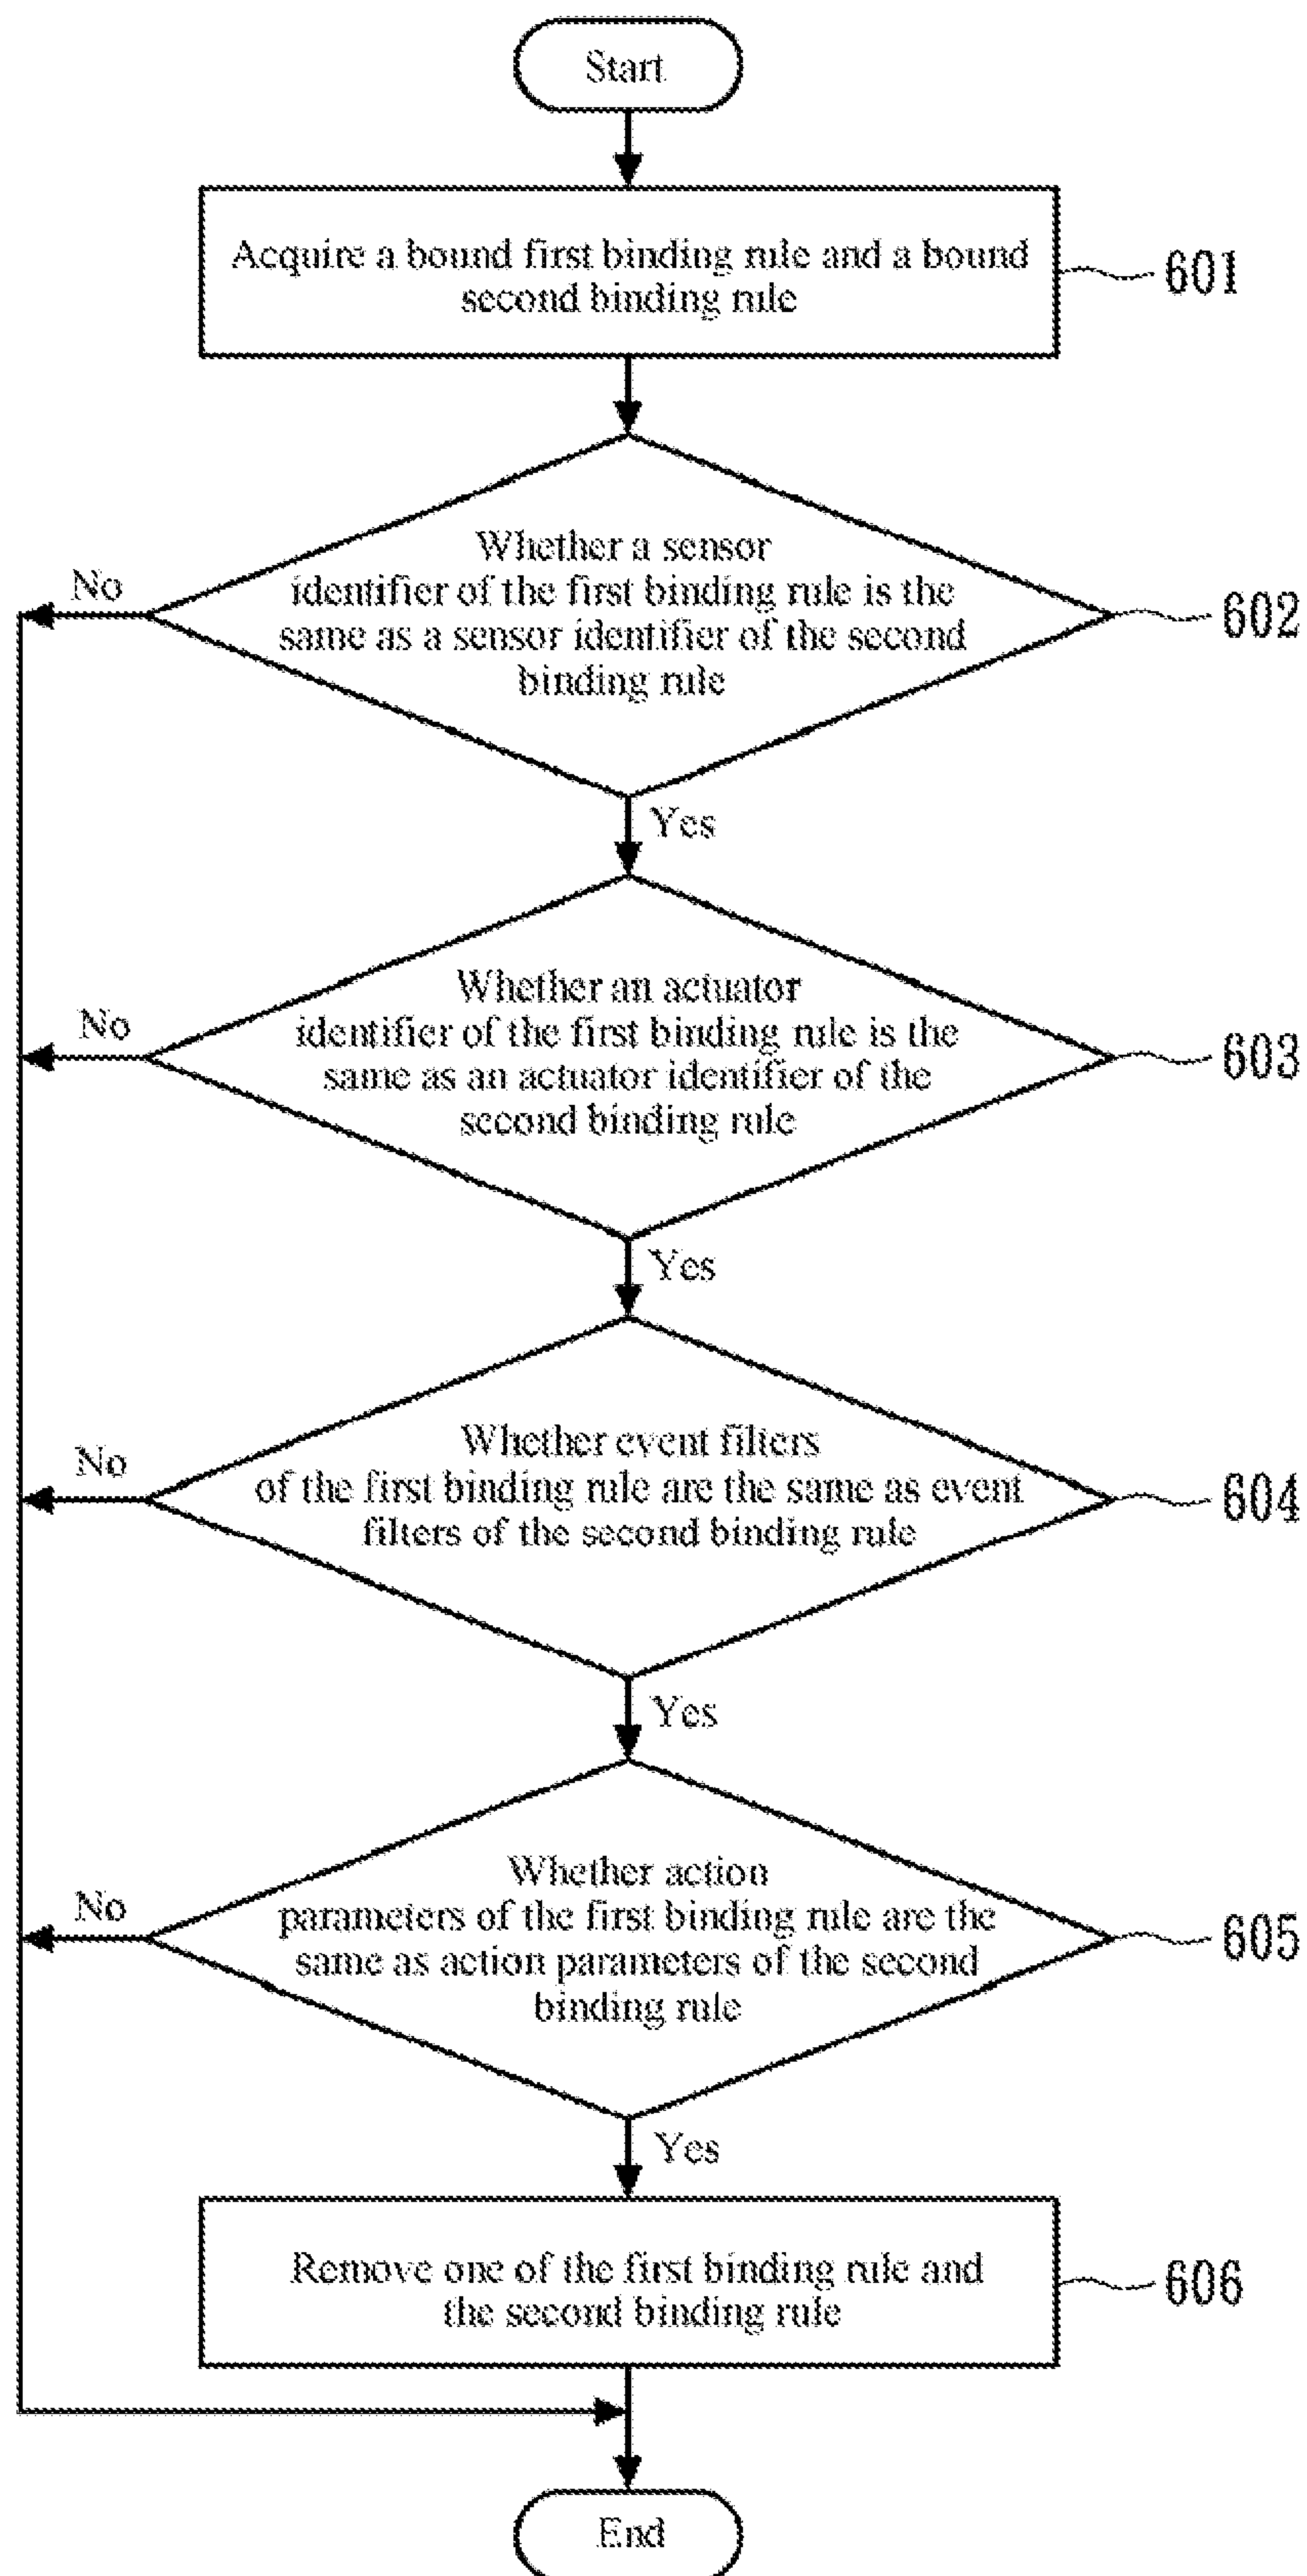 Start
Acquire a bound first binding rule and a bound
second binding rule
601
Whether a sensor
identifier of the first binding rule is the
same as a sensor identifier of the second
binding rule
602
No
Yes
Whether an actuator
identifier of the first binding rule is the
same as an actuator identifier of the
second binding rule
603
No
Yes
Whether event filters
of the first binding rule are the same as event
filters of the second binding rule
604
No
Yes
Whether action
parameters of the first binding rule are the
same as action parameters of the second
binding rule
605
No
Yes
Remove one of the first binding rule and
the second binding rule
606
End